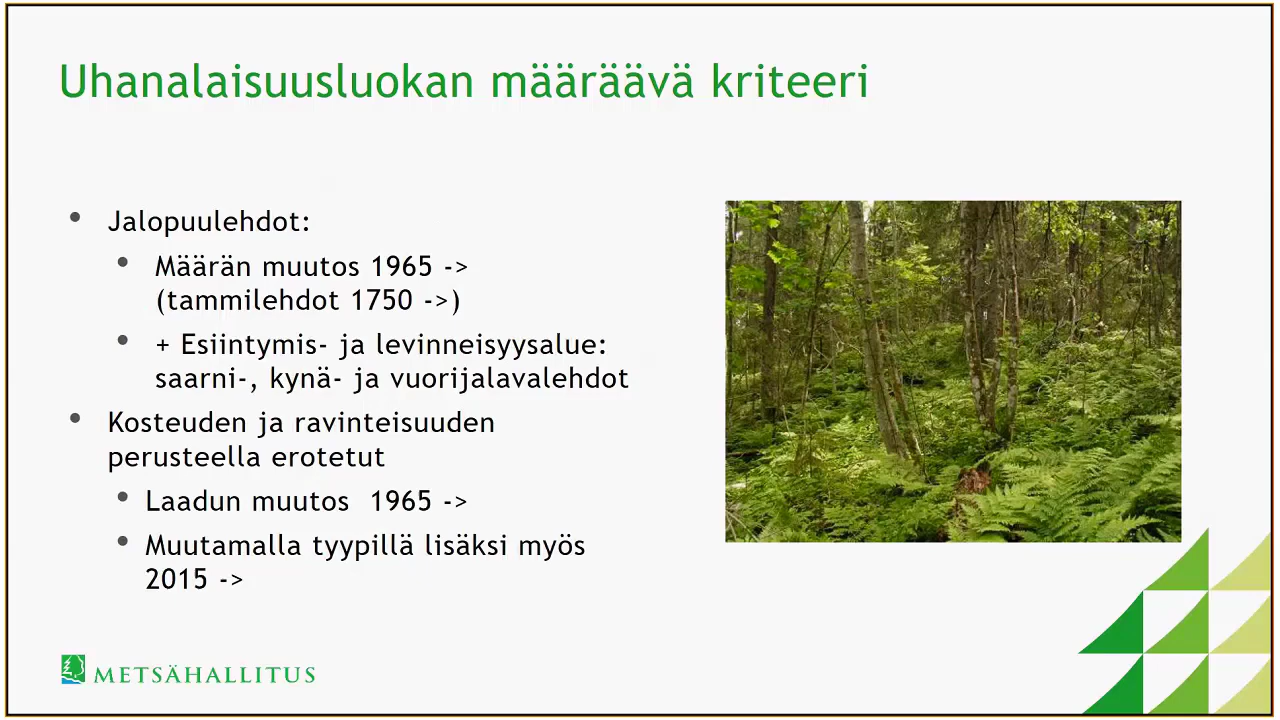 Uhanalaisuusluokan määräävä kriteeri
• Jalopuulehdot:
• Määrän muutos 1965 ->
(tammilehdot 1750 ->)
• + Esiintymis- ja levinneisyysalue:
saarni-, kynä- ja vuorijalavalehdot
• Kosteuden ja ravinteisuuden
perusteella erotetut
• Laadun muutos 1965 ->
• Muutamalla tyypillä lisäksi myös
2015 ->
METSÄHALLITUS